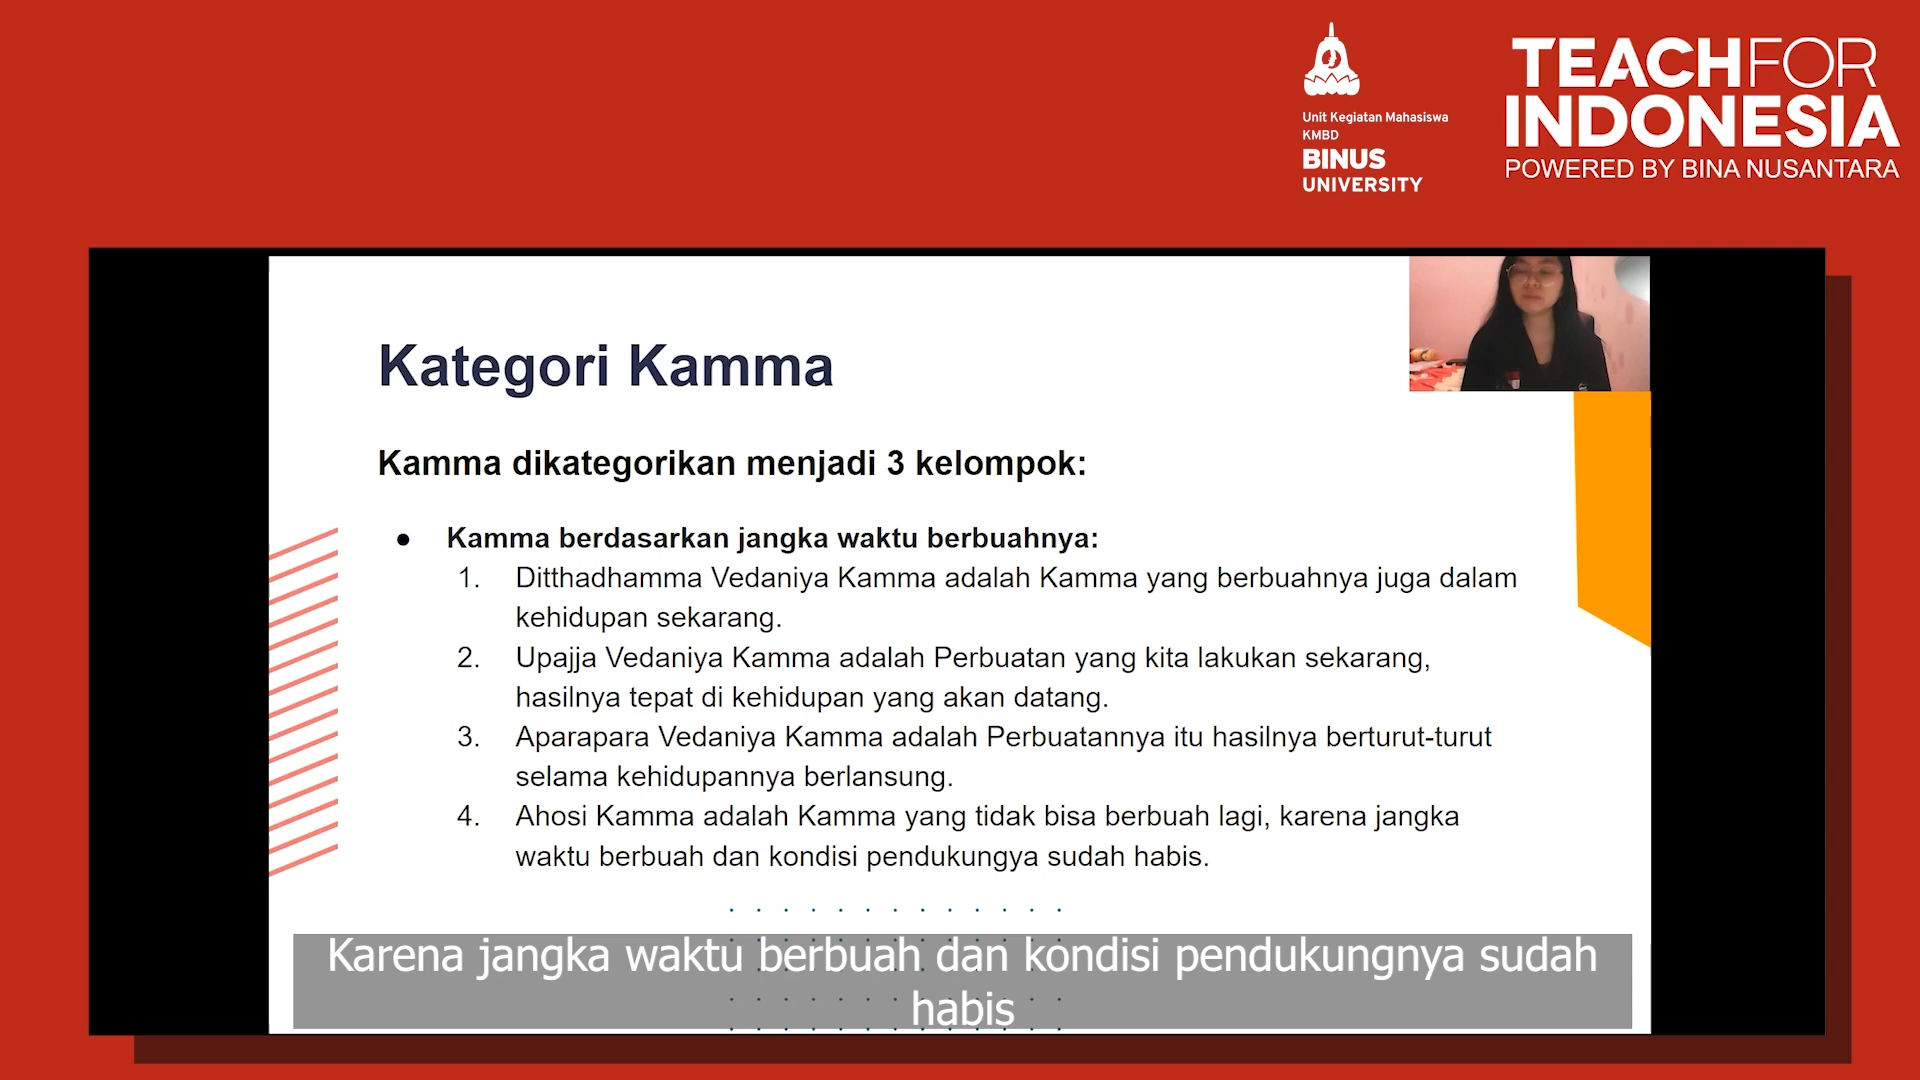 Unit Kegiatan Mahasiswa
KMBD
BINUS
UNIVERSITY
TEACHFOR
INDONESIA
POWERED BY BINA NUSANTARA
Kategori Kamma
Kamma dikategorikan menjadi 3 kelompok:
● Kamma berdasarkan jangka waktu berbuahnya:
1. Ditthadhamma Vedaniya Kamma adalah Kamma yang berbuahnya juga dalam
kehidupan sekarang.
2. Upajja Vedaniya Kamma adalah Perbuatan yang kita lakukan sekarang,
hasilnya tepat di kehidupan yang akan datang.
3. Aparapara Vedaniya Kamma adalah Perbuatannya itu hasilnya berturut-turut
selama kehidupannya berlansung.
4. Ahosi Kamma adalah Kamma yang tidak bisa berbuah lagi, karena jangka
waktu berbuah dan kondisi pendukungya sudah habis.
Karena jangka waktu berbuah dan kondisi pendukungnya sudah
habis